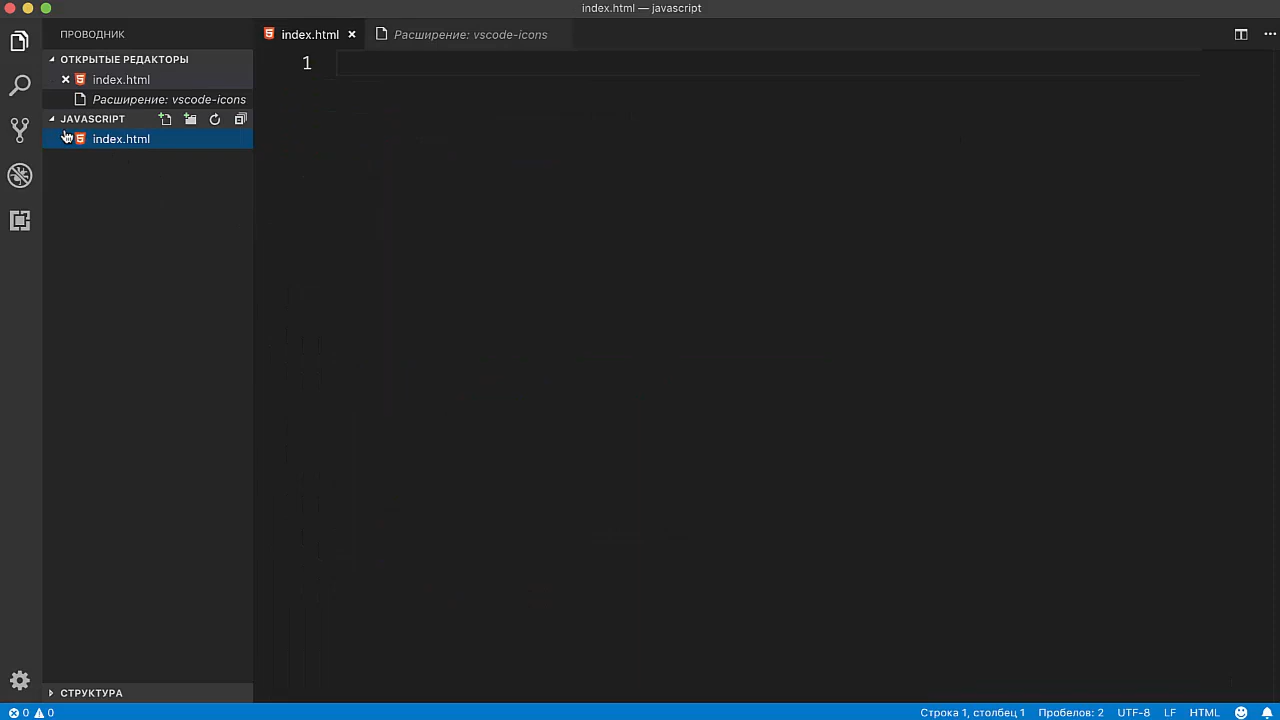 index.html — javascript
ПРОВОДНИК
ОТКРЫТЫЕ РЕДАКТОРЫ
index.html
Расширение: vscode-icons
JAVASCRIPT
index.html
СТРУКТУРА
index.html
Расширение: vscode-icons
1
0 0
Строка 1, столбец 1 Пробелов: 2 UTF-8 LF HTML